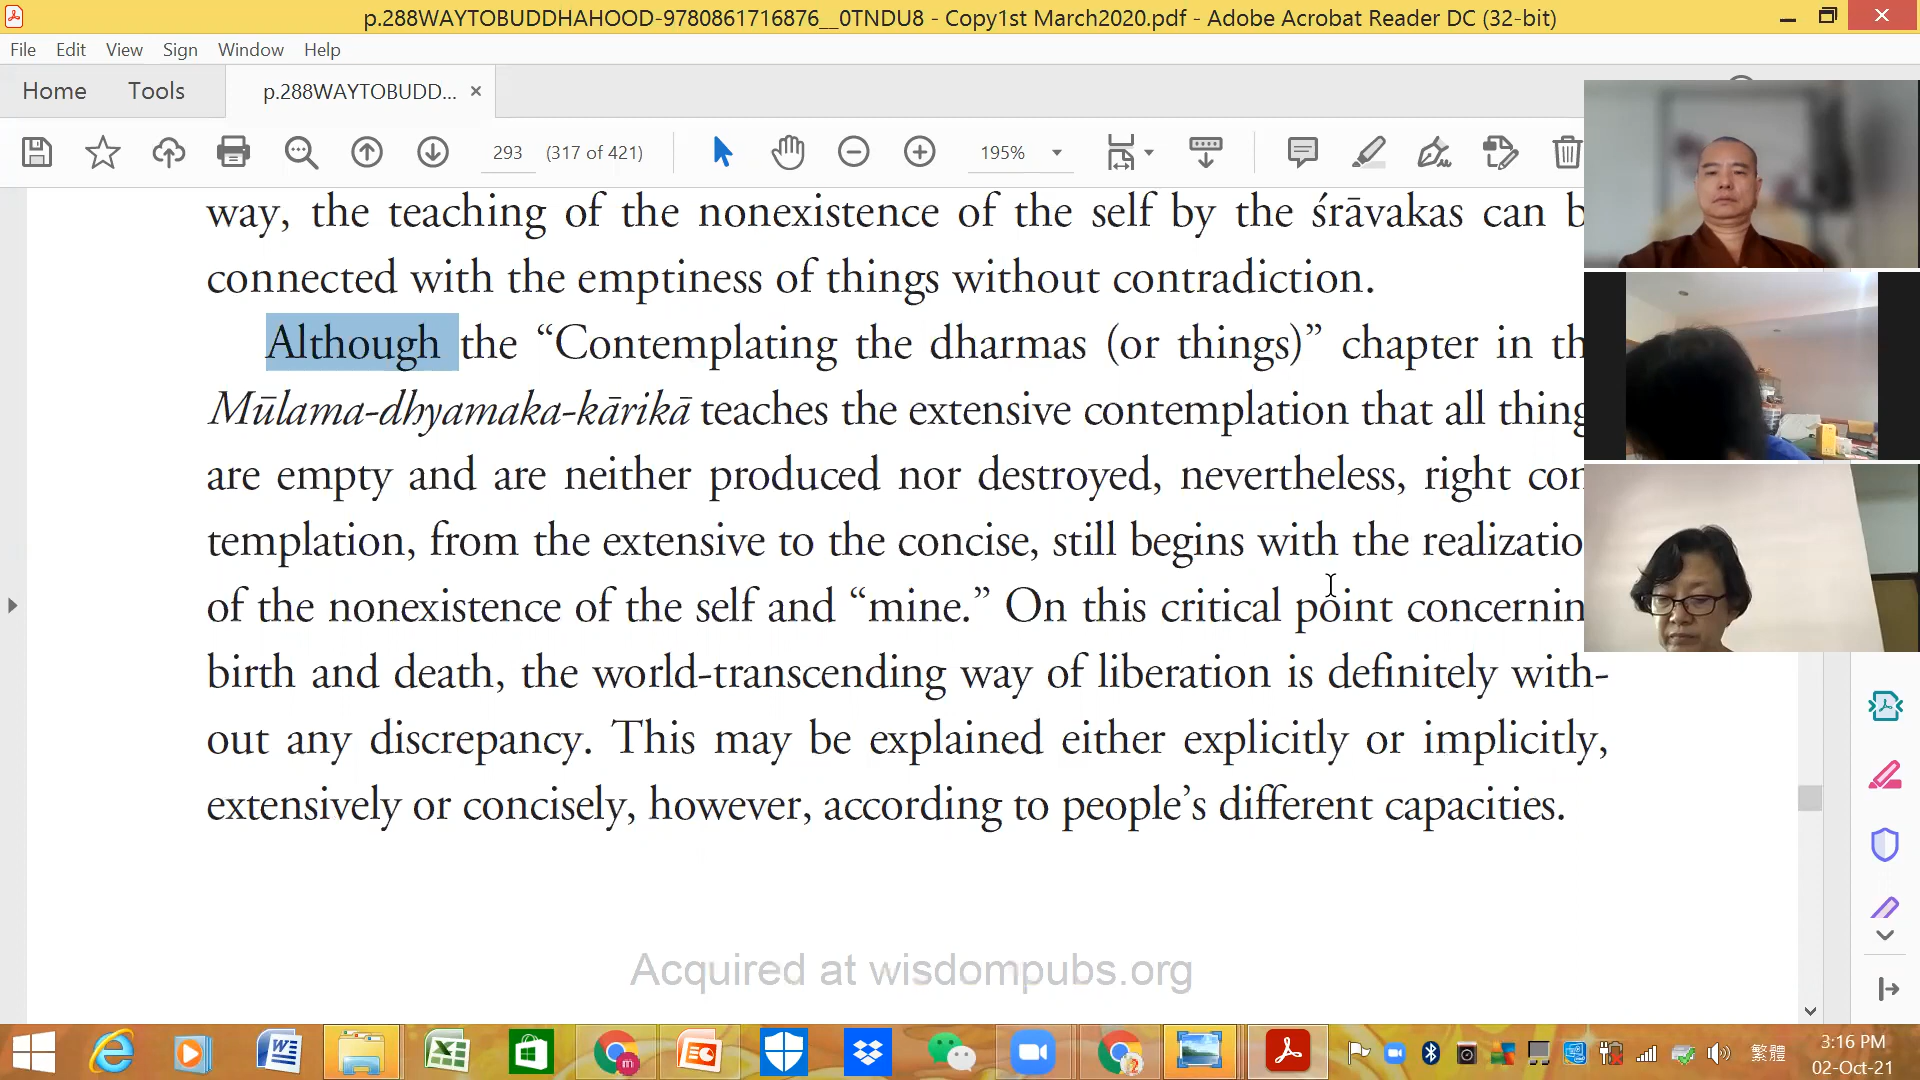 p.288WAYTOBUDDHAHOOD-9780861716876__0TNDU8 - Copy1st March2020.pdf - Adobe Acrobat Reader DC (32-bit)
File Edit View Sign Window Help
Home Tools p.288WAYTOBUDD... ×
293 (317 of 421) 195%
way, the teaching of the nonexistence of the self by the śrāvakas can b
connected with the emptiness of things without contradiction.
Although the “Contemplating the dharmas (or things)” chapter in th
Mūlama-dhyamaka-kārikā teaches the extensive contemplation that all thing
are empty and are neither produced nor destroyed, nevertheless, right con
templation, from the extensive to the concise, still begins with the realizatio
of the nonexistence of the self and “mine.” On this critical point concernin
birth and death, the world-transcending way of liberation is definitely with-
out any discrepancy. This may be explained either explicitly or implicitly,
extensively or concisely, however, according to people’s different capacities.
Acquired at wisdompubs.org
繁體
3:16 PM
02-Oct-21